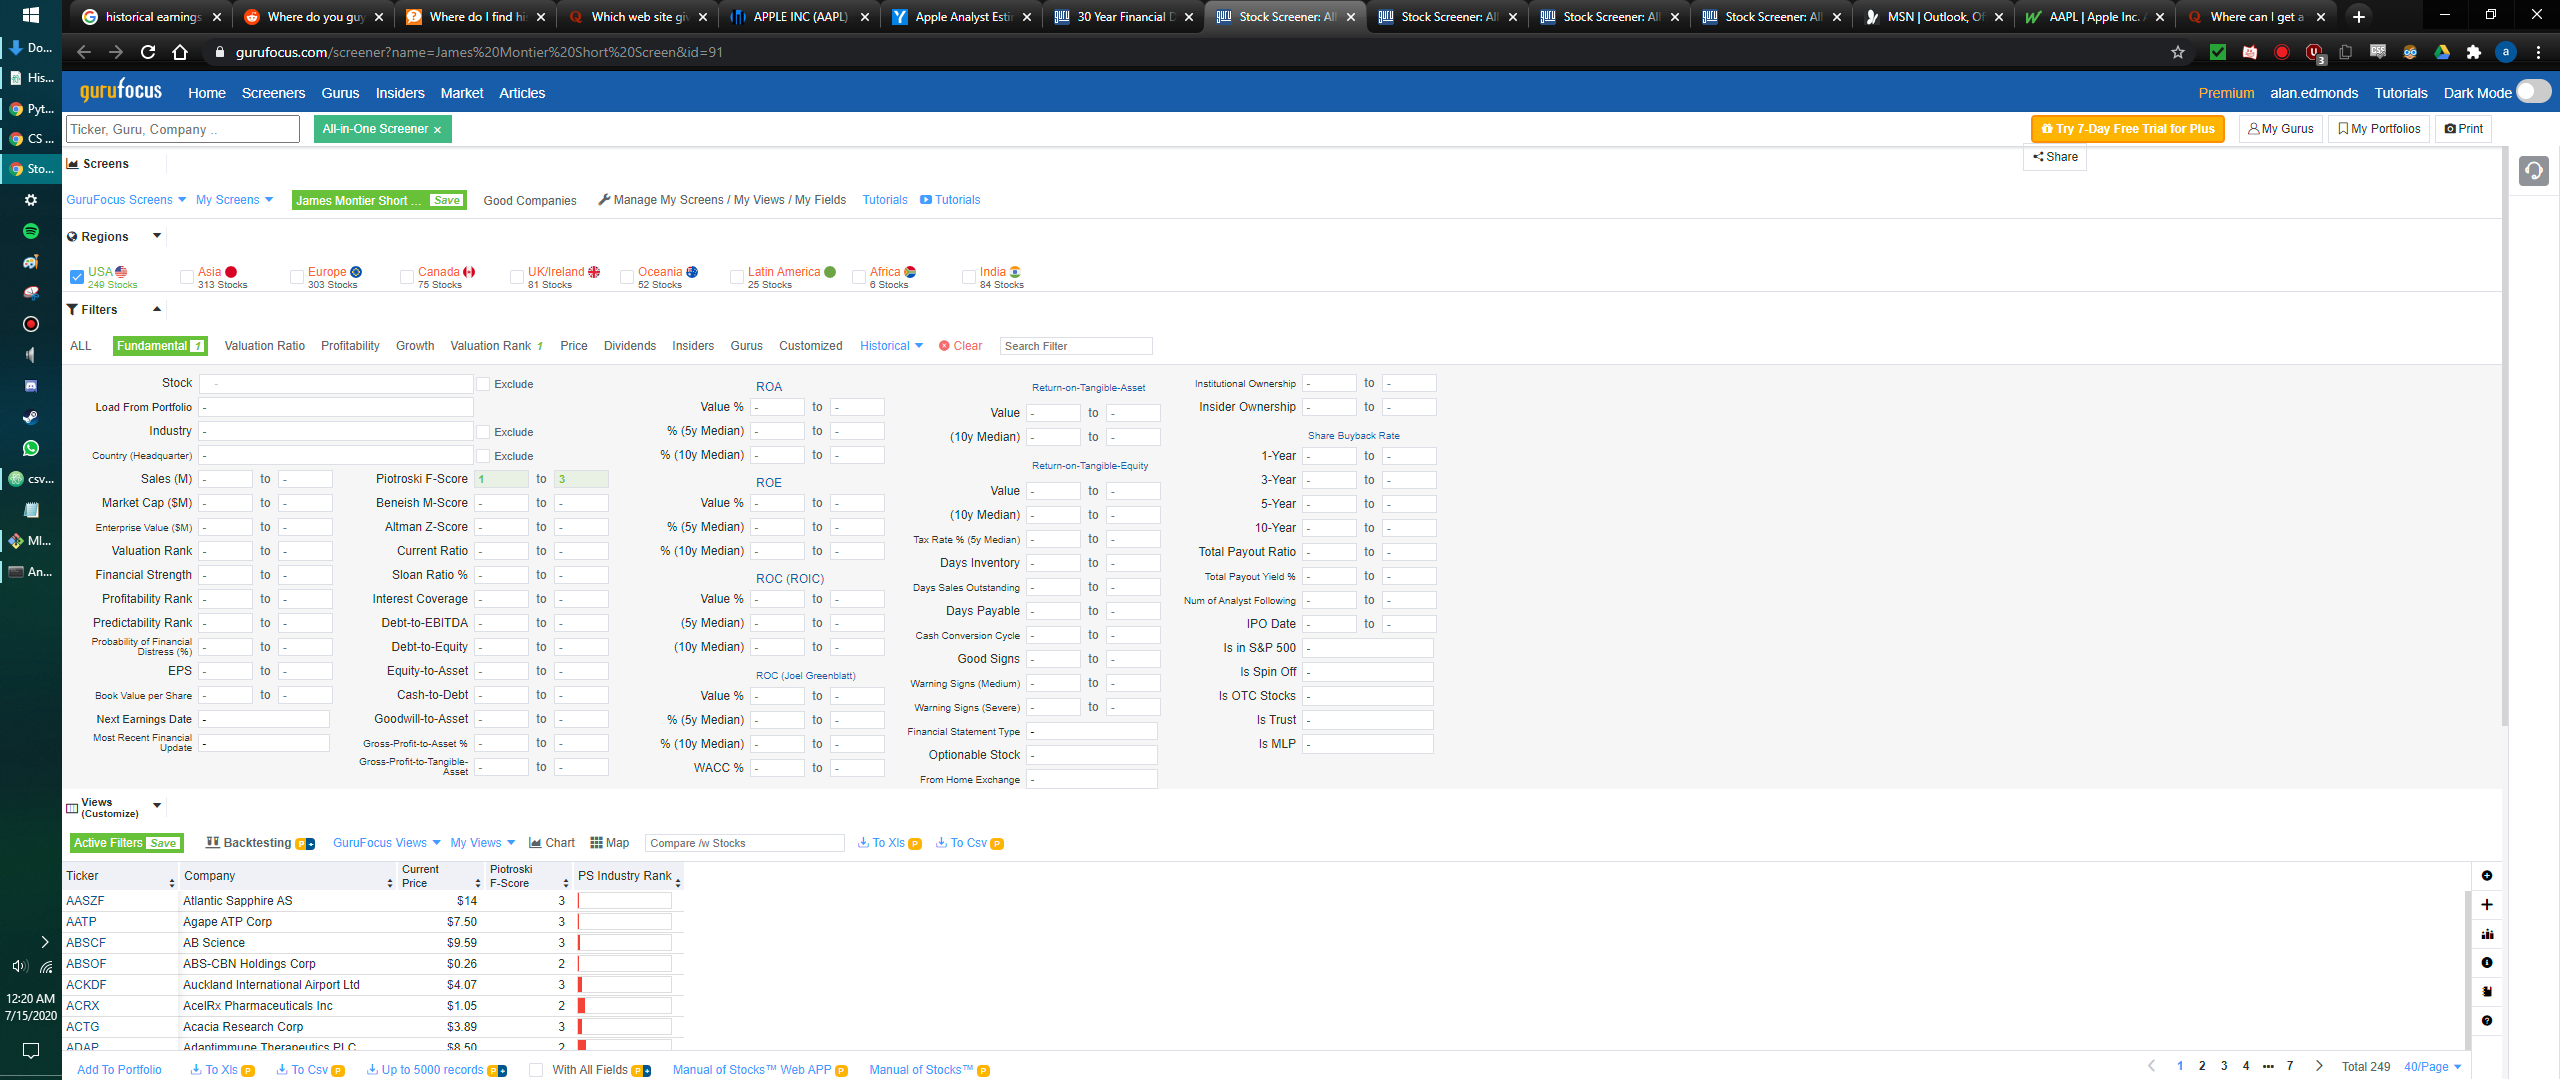 historical earnings
Where do you guy
Where do I find hi
Which web site giv
APPLE INC (AAPL)
Apple Analyst Esti
30 Year Financial D
Stock Screener: All
Stock Screener: All
Stock Screener: All
Stock Screener: All
MSN | Outlook, Of
AAPL | Apple Inc. A
Where can I get a
gurufocus.com/screener?name=James%20Montier%20Short%20Screen&id=91
Do...
His...
Pyt...
CS ...
Sto...
csv...
MI...
An...
12:20 AM
7/15/2020
gurufocus Home Screeners Gurus Insiders Market Articles
Premium alan.edmonds Tutorials Dark Mode
Ticker, Guru, Company .. All-in-One Screener ×
Try 7-Day Free Trial for Plus My Gurus My Portfolios Print
Share
Screens
GuruFocus Screens My Screens James Montier Short ... Save Good Companies Manage My Screens / My Views / My Fields Tutorials Tutorials
Regions
USA Asia Europe Canada UK/Ireland Oceania Latin America Africa India
249 Stocks 313 Stocks 303 Stocks 75 Stocks 81 Stocks 52 Stocks 25 Stocks 6 Stocks 84 Stocks
Filters
ALL Fundamental 1 Valuation Ratio Profitability Growth Valuation Rank 1 Price Dividends Insiders Gurus Customized Historical Clear Search Filter
Stock - Exclude
Load From Portfolio -
Industry - Exclude
Country (Headquarter) - Exclude
Sales (M) - to -
Market Cap ($M) - to -
Enterprise Value ($M) - to -
Valuation Rank - to -
Financial Strength - to -
Profitability Rank - to -
Predictability Rank - to -
Probability of Financial
Distress (%) - to -
EPS - to -
Book Value per Share - to -
Next Earnings Date -
Most Recent Financial
Update -
Piotroski F-Score 1 to 3
Beneish M-Score - to -
Altman Z-Score - to -
Current Ratio - to -
Sloan Ratio % - to -
Interest Coverage - to -
Debt-to-EBITDA - to -
Debt-to-Equity - to -
Equity-to-Asset - to -
Cash-to-Debt - to -
Goodwill-to-Asset - to -
Gross-Profit-to-Asset % - to -
Gross-Profit-to-Tangible-
Asset - to -
ROA
Value % - to -
% (5y Median) - to -
% (10y Median) - to -
ROE
Value % - to -
% (5y Median) - to -
% (10y Median) - to -
ROC (ROIC)
Value % - to -
(5y Median) - to -
(10y Median) - to -
ROC (Joel Greenblatt)
Value % - to -
% (5y Median) - to -
% (10y Median) - to -
WACC % - to -
Return-on-Tangible-Asset
Value - to -
(10y Median) - to -
Return-on-Tangible-Equity
Value - to -
(10y Median) - to -
Tax Rate % (5y Median) - to -
Days Inventory - to -
Days Sales Outstanding - to -
Days Payable - to -
Cash Conversion Cycle - to -
Good Signs - to -
Warning Signs (Medium) - to -
Warning Signs (Severe) - to -
Financial Statement Type -
Optionable Stock -
From Home Exchange -
Institutional Ownership - to -
Insider Ownership - to -
Share Buyback Rate
1-Year - to -
3-Year - to -
5-Year - to -
10-Year - to -
Total Payout Ratio - to -
Total Payout Yield % - to -
Num of Analyst Following - to -
IPO Date - to -
Is in S&P 500 -
Is Spin Off -
Is OTC Stocks -
Is Trust -
Is MLP -
Views
(Customize)
Active Filters Save Backtesting P + GuruFocus Views My Views Chart Map Compare /w Stocks To Xls P To Csv P
Ticker Company Current Price Piotroski F-Score PS Industry Rank
AASZF Atlantic Sapphire AS $14 3
AATP Agape ATP Corp $7.50 3
ABSCF AB Science $9.59 3
ABSOF ABS-CBN Holdings Corp $0.26 2
ACKDF Auckland International Airport Ltd $4.07 3
ACRX AcelRx Pharmaceuticals Inc $1.05 2
ACTG Acacia Research Corp $3.89 3
ADAP Adaptimmune Therapeutics PLC $8.50 2
Add To Portfolio To Xls P To Csv P Up to 5000 records P + With All Fields P + Manual of Stocks™ Web APP P Manual of Stocks™ P
1 2 3 4 ••• 7 Total 249 40/Page